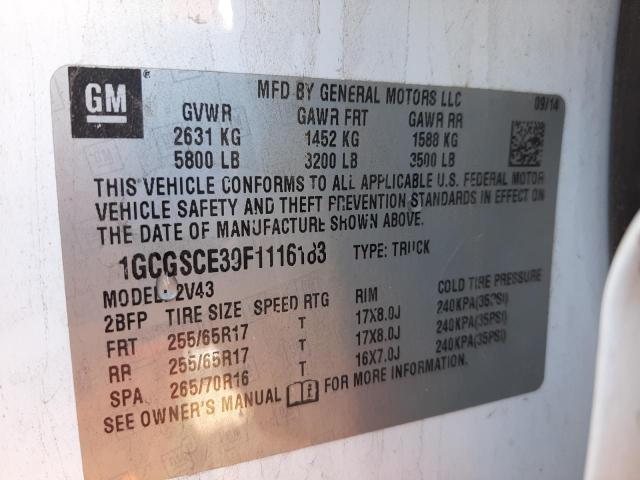 GM
MFD BY GENERAL MOTORS LLC 09/14
GVWR GAWR FRT GAWR RR
2631 KG 1452 KG 1588 KG
5800 LB 3200 LB 3500 LB
THIS VEHICLE CONFORMS TO ALL APPLICABLE U.S. FEDERAL MOTOR
VEHICLE SAFETY AND THEFT PREVENTION STANDARDS IN EFFECT ON
THE DATE OF MANUFACTURE SHOWN ABOVE.
TYPE: TRUCK
MODEL: 2V43
2BFP TIRE SIZE SPEED RTG RIM COLD TIRE PRESSURE
FRT 255/65R17 T 17X8.0J 240KPA(35PSI)
RR 255/65R17 T 17X8.0J 240KPA(35PSI)
SPA 265/70R16 T 16X7.0J 240KPA(35PSI)
SEE OWNER'S MANUAL FOR MORE INFORMATION.